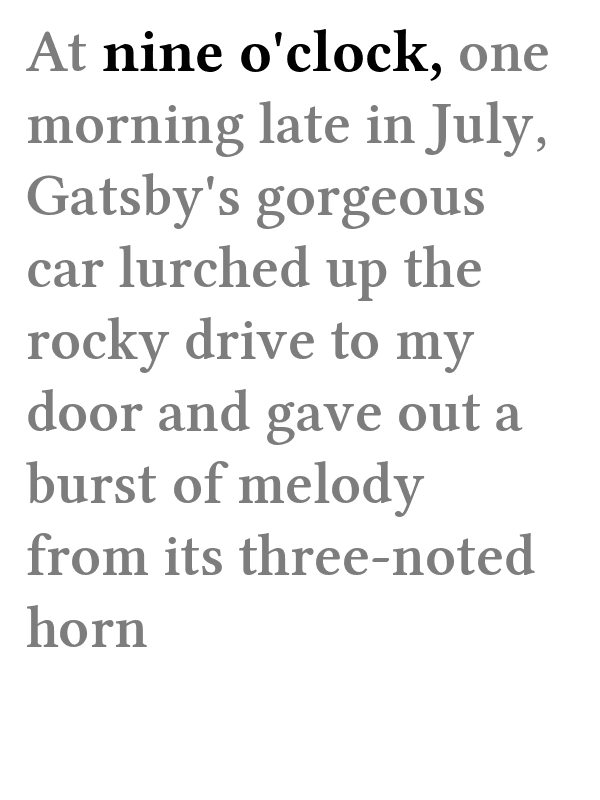 At nine o'clock, one
morning late in July,
Gatsby's gorgeous
car lurched up the
rocky drive to my
door and gave out a
burst of melody
from its three-noted
horn